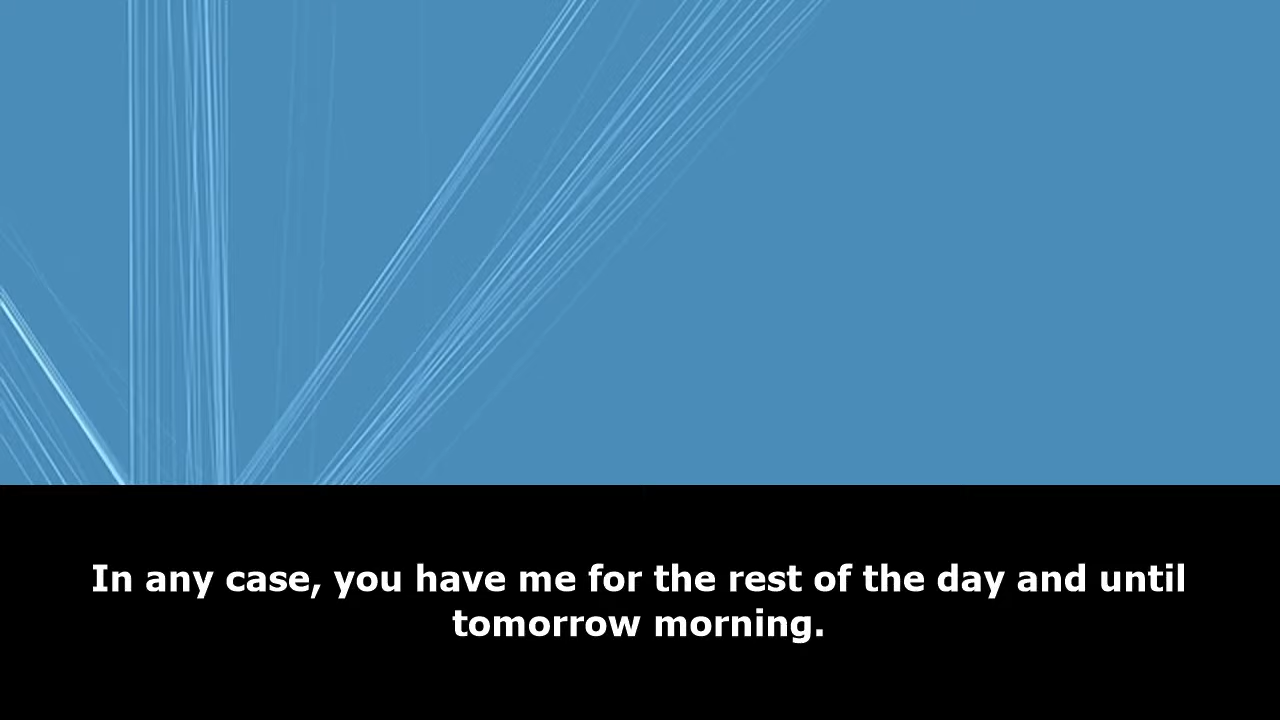 In any case, you have me for the rest of the day and until
tomorrow morning.